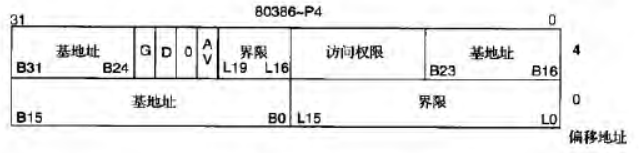 80386~P4
31 0
基地址 G D 0 AV 界限 访问权限 基地址 4
B31 B24 L19 L16 B23 B16
基地址 界限 0
B15 B0 L15 L0
偏移地址